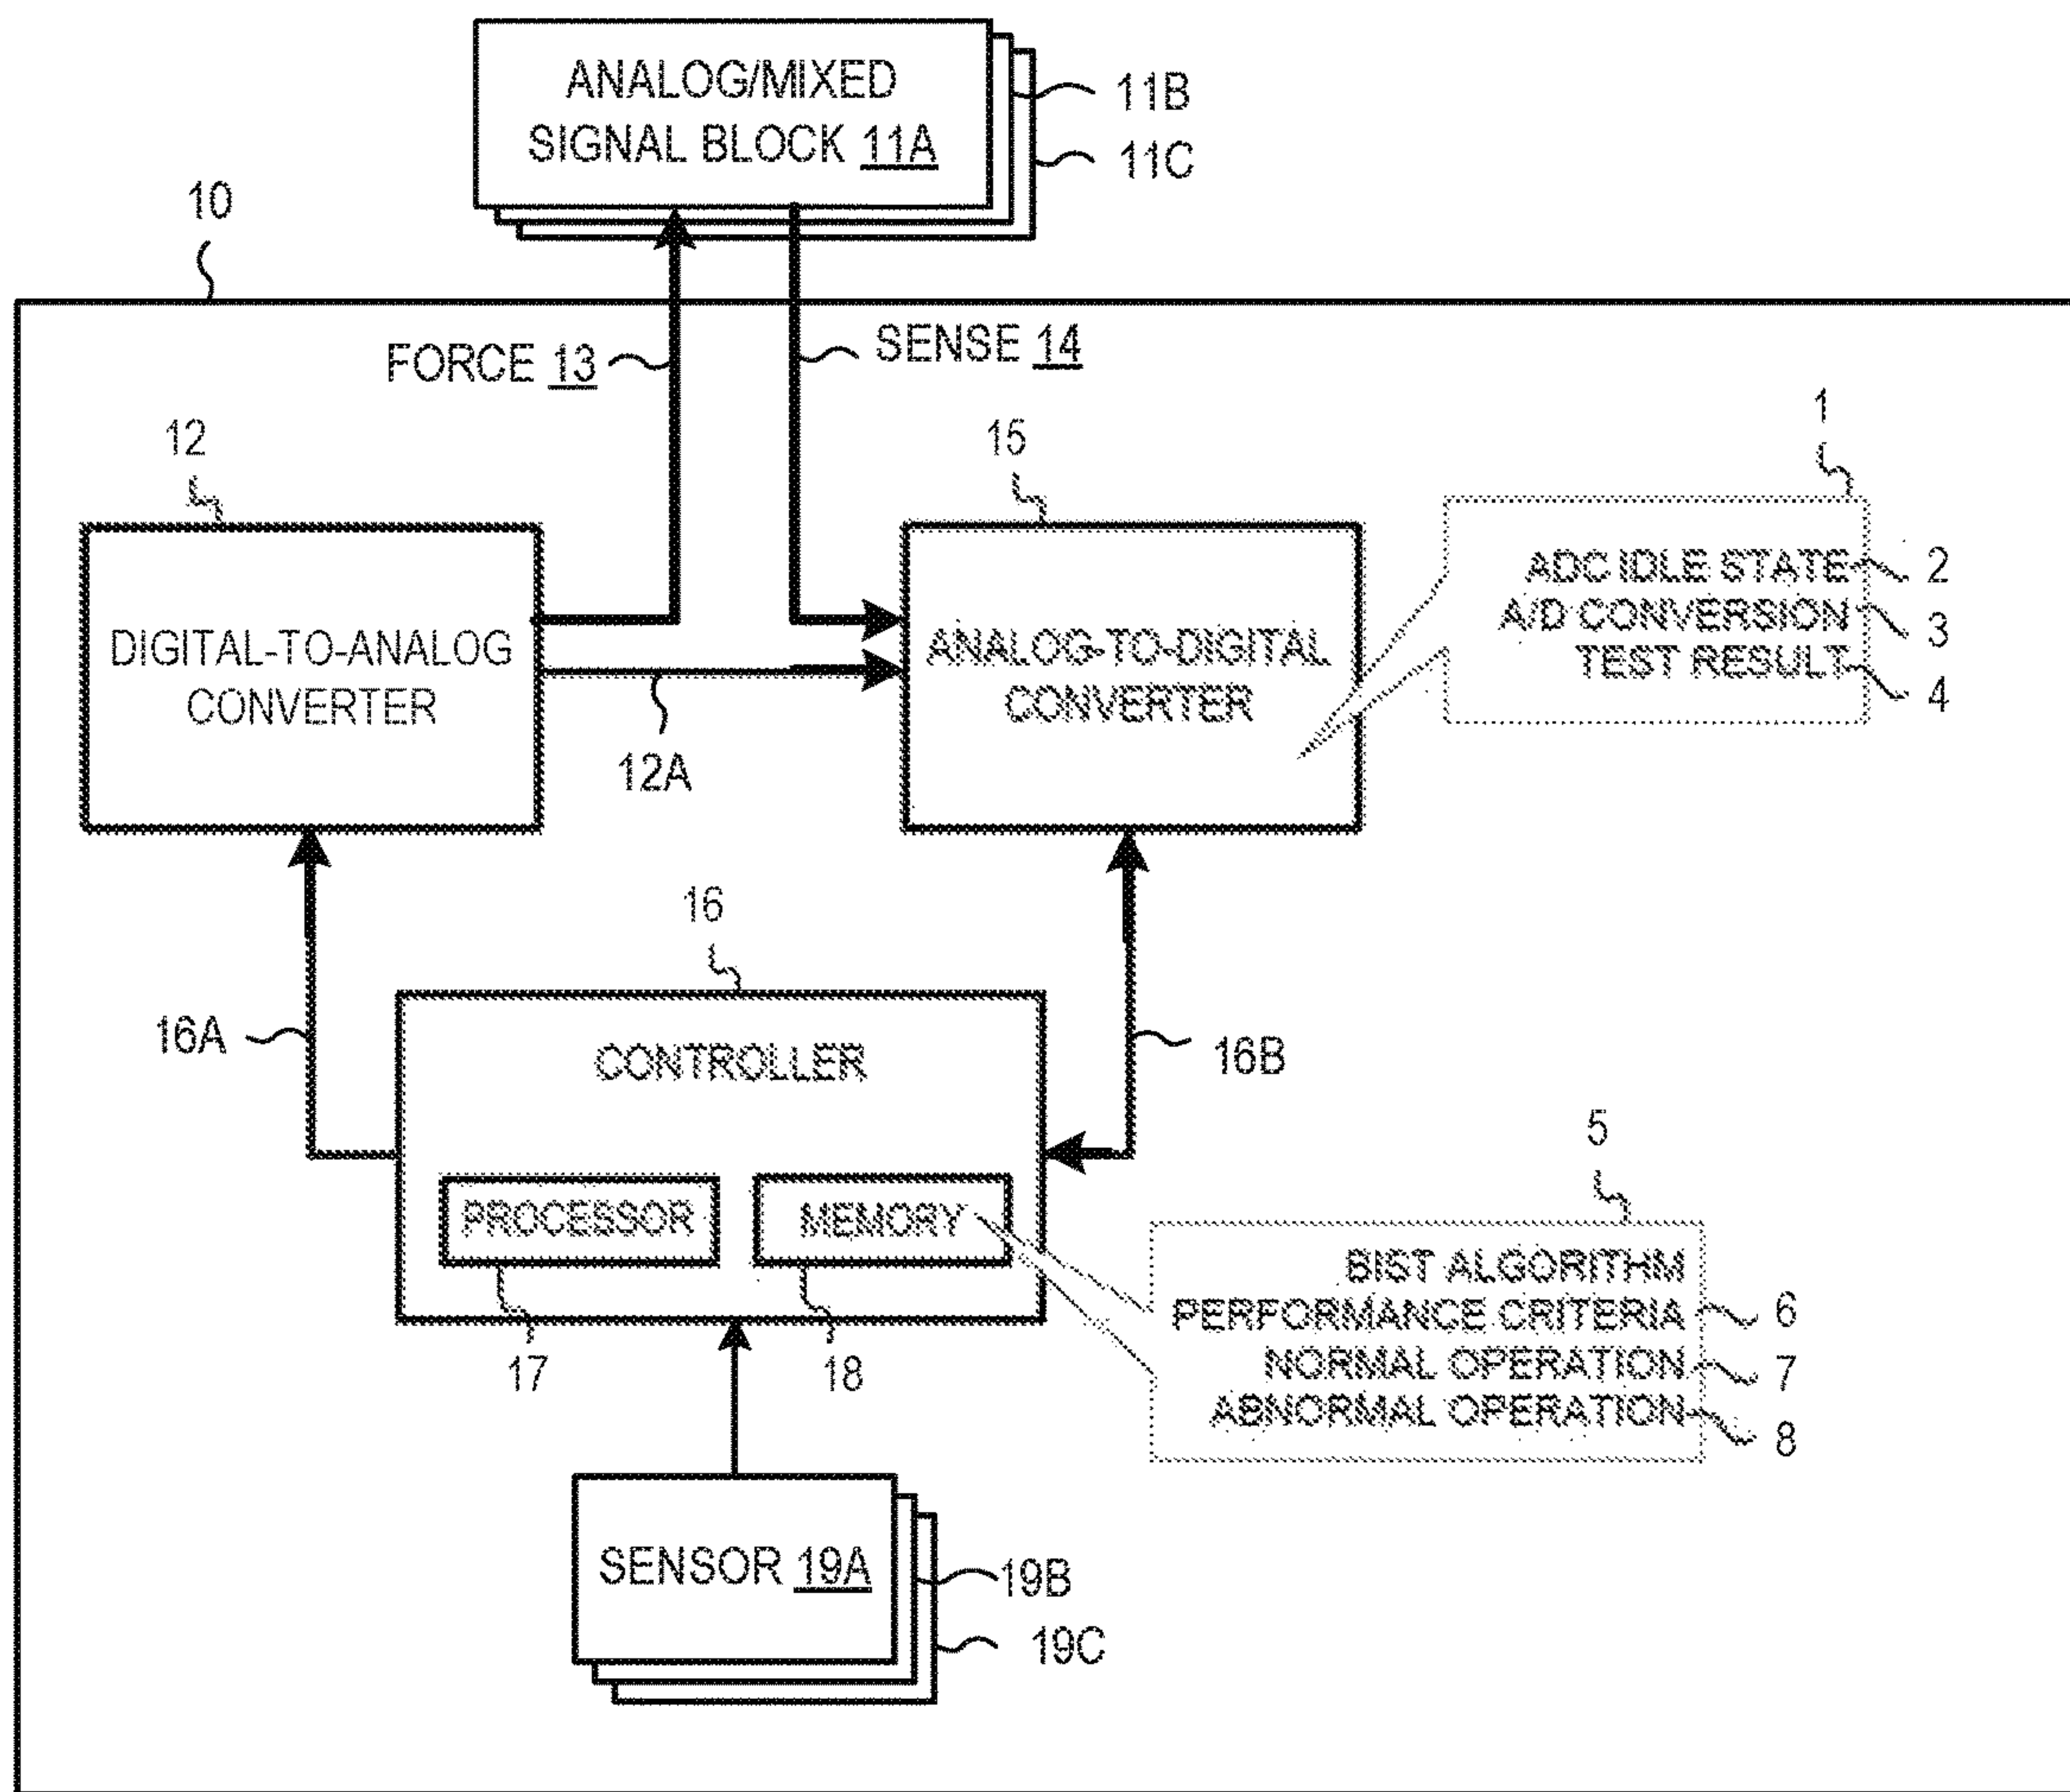 ANALOG/MIXED
SIGNAL BLOCK 11A
11B
11C
10
FORCE 13
SENSE 14
12
15
1
DIGITAL-TO-ANALOG
CONVERTER
12A
ANALOG-TO-DIGITAL
CONVERTER
ADC IDLE STATE
2
A/D CONVERSION
3
TEST RESULT
4
16
16A
CONTROLLER
16B
PROCESSOR
MEMORY
17
18
5
BIST ALGORITHM
PERFORMANCE CRITERIA
6
NORMAL OPERATION
7
ABNORMAL OPERATION
8
SENSOR 19A
19B
19C